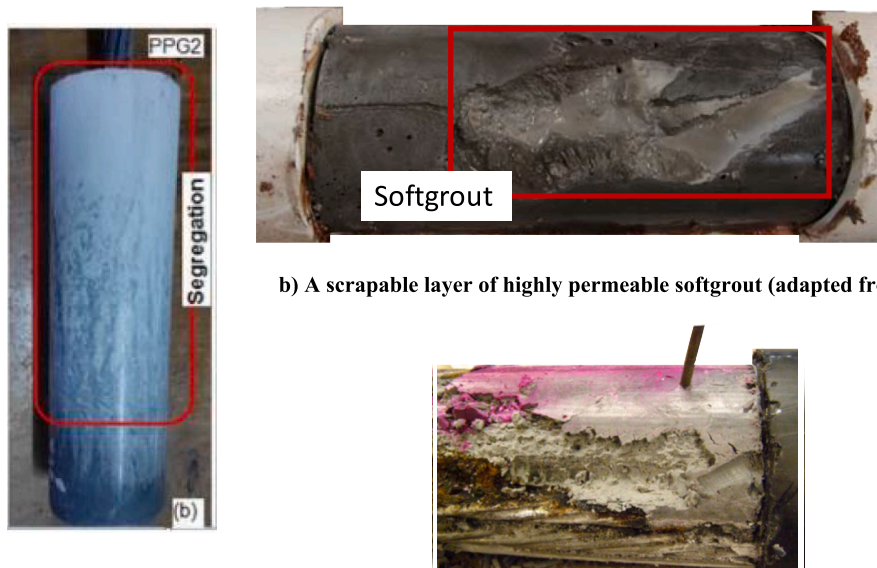 PPG2
Segregation
(b)
Softgrout
b) A scrapable layer of highly permeable softgrout (adapted fr